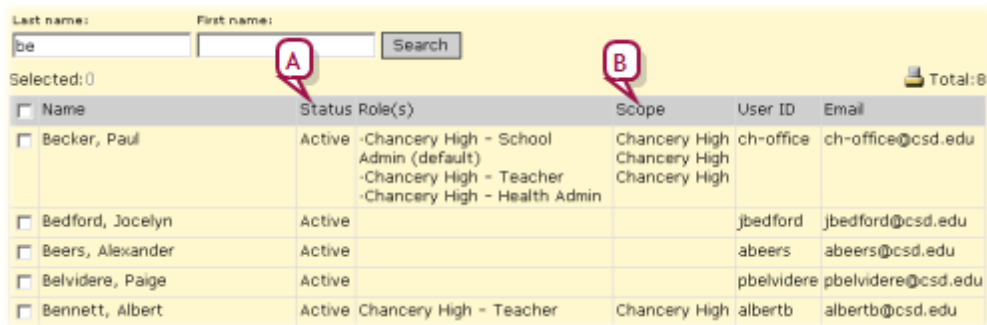 Last name: First name:
be Search
A B
Selected:0 Total:8
Name Status Role(s) Scope User ID Email
Becker, Paul Active -Chancery High - School Chancery High ch-office ch-office@csd.edu
Admin (default) Chancery High
-Chancery High - Teacher Chancery High
-Chancery High - Health Admin
Bedford, Jocelyn Active jbedford jbedford@csd.edu
Beers, Alexander Active abeers abeers@csd.edu
Belvidere, Paige Active pbelvidere pbelvidere@csd.edu
Bennett, Albert Active Chancery High - Teacher Chancery High albertb albertb@csd.edu